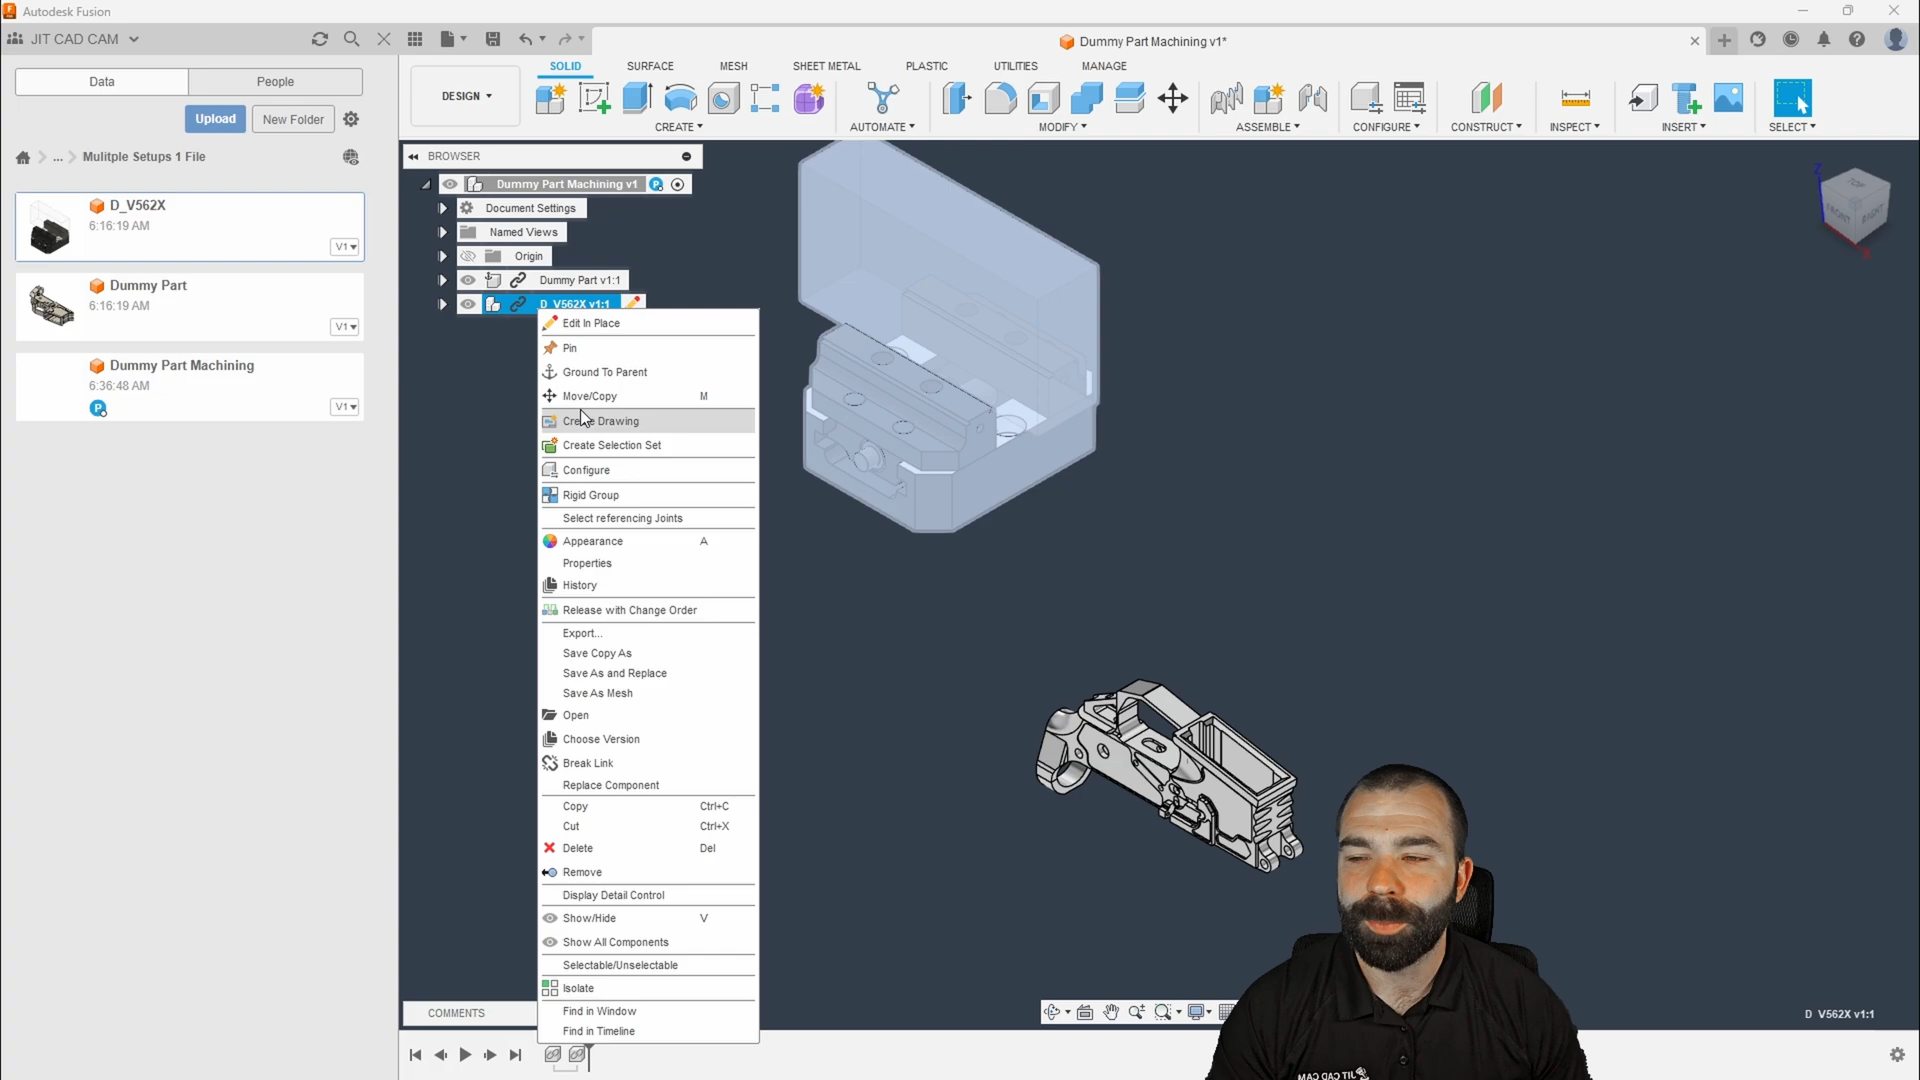 Autodesk Fusion
JIT CAD CAM
Dummy Part Machining v1*
Data
People
Upload
New Folder
... Mulitple Setups 1 File
D_V562X
6:16:19 AM
V1
Dummy Part
6:16:19 AM
V1
Dummy Part Machining
6:36:48 AM
P
V1
SOLID
SURFACE
MESH
SHEET METAL
PLASTIC
UTILITIES
MANAGE
DESIGN
CREATE
AUTOMATE
MODIFY
ASSEMBLE
CONFIGURE
CONSTRUCT
INSPECT
INSERT
SELECT
BROWSER
Dummy Part Machining v1
P
Document Settings
Named Views
Origin
Dummy Part v1:1
D_V562X v1:1
Edit In Place
Pin
Ground To Parent
Move/Copy M
Create Drawing
Create Selection Set
Configure
Rigid Group
Select referencing Joints
Appearance A
Properties
History
Release with Change Order
Export...
Save Copy As
Save As and Replace
Save As Mesh
Open
Choose Version
Break Link
Replace Component
Copy Ctrl+C
Cut Ctrl+X
Delete Del
Remove
Display Detail Control
Show/Hide V
Show All Components
Selectable/Unselectable
Isolate
Find in Window
Find in Timeline
Z
TOP
FRONT
RIGHT
X
COMMENTS
D_V562X v1:1
JIT CAD CAM